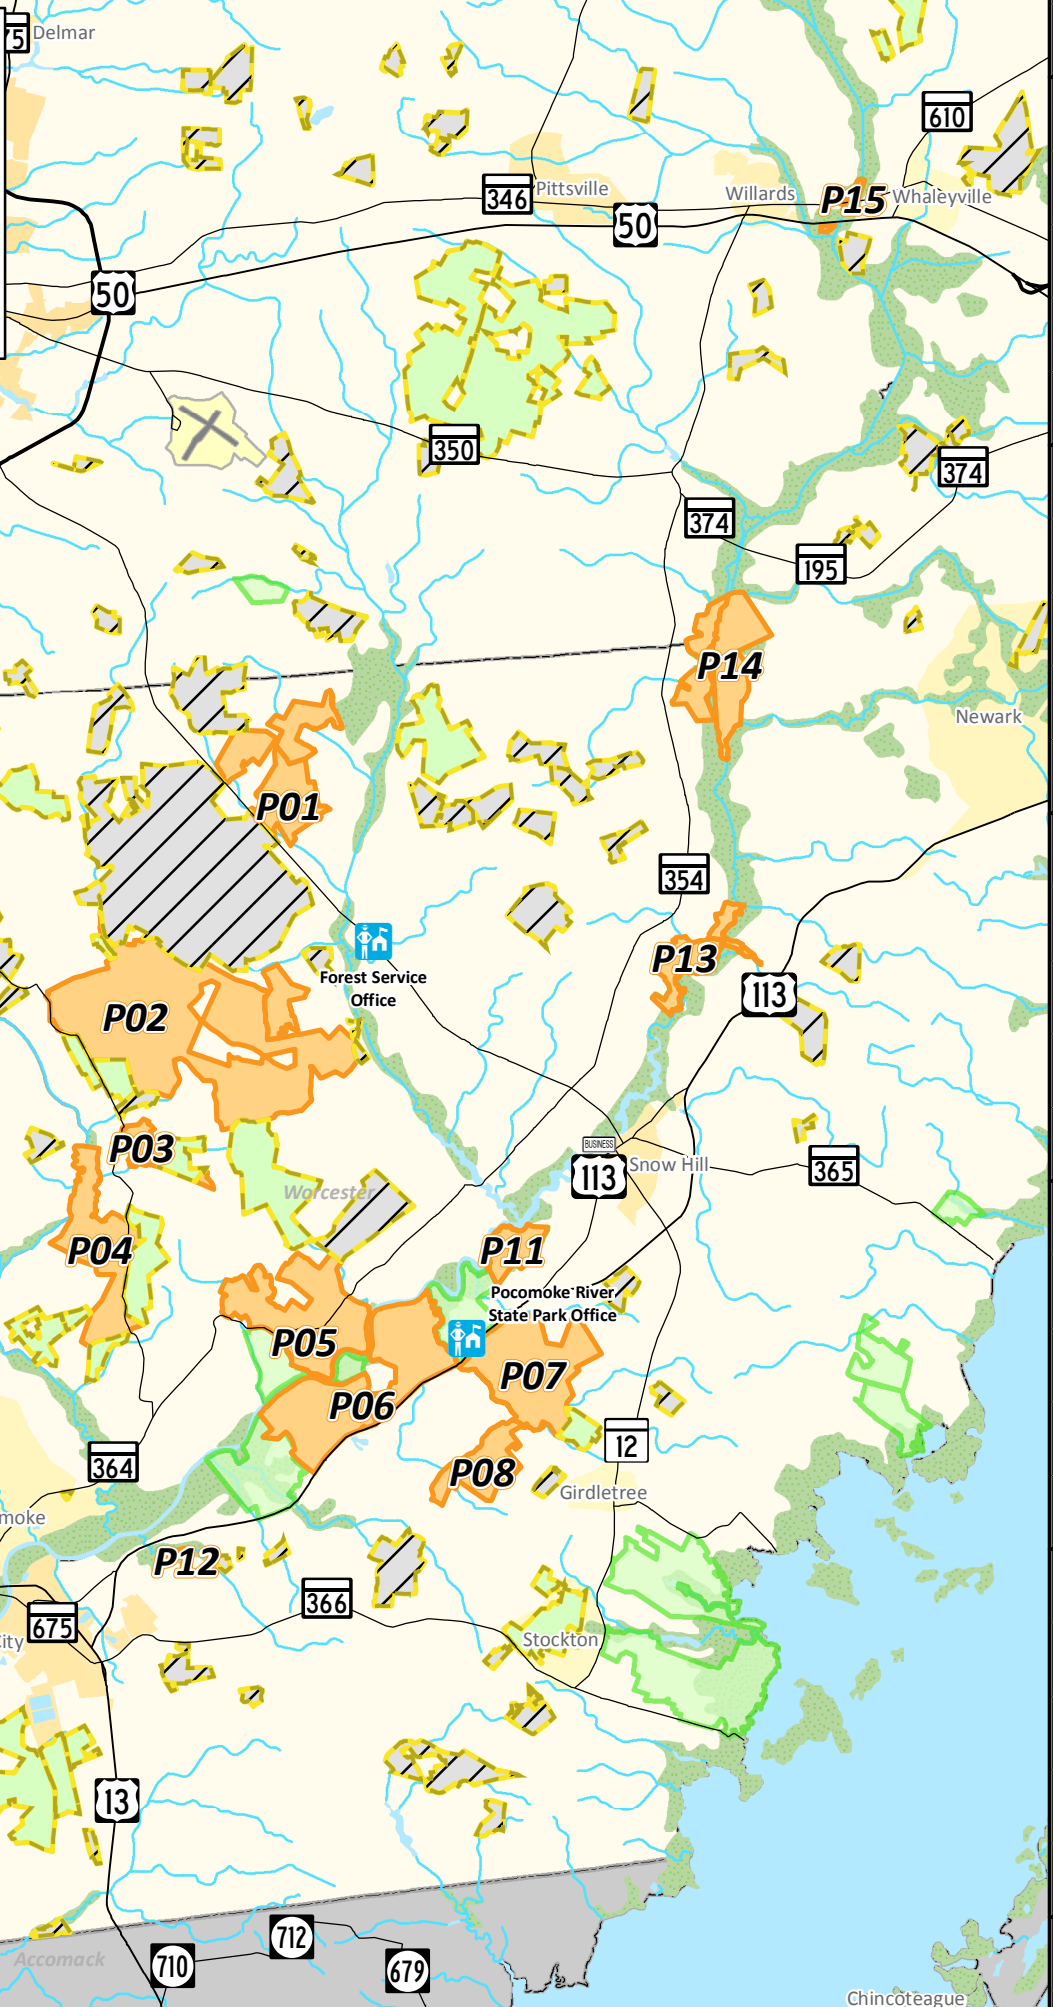 75
Delmar
610
346
Pittsville
Willards
P15
Whaleyville
50
50
350
374
374
195
P14
Newark
P01
354
P13
113
Forest Service
Office
P02
P03
BUSINESS
113
Snow Hill
365
Worcester
P04
P11
Pocomoke River
State Park Office
P05
P07
P06
12
364
P08
Girdletree
moke
P12
366
675
City
Stockton
13
712
710
679
Accomack
Chincoteague